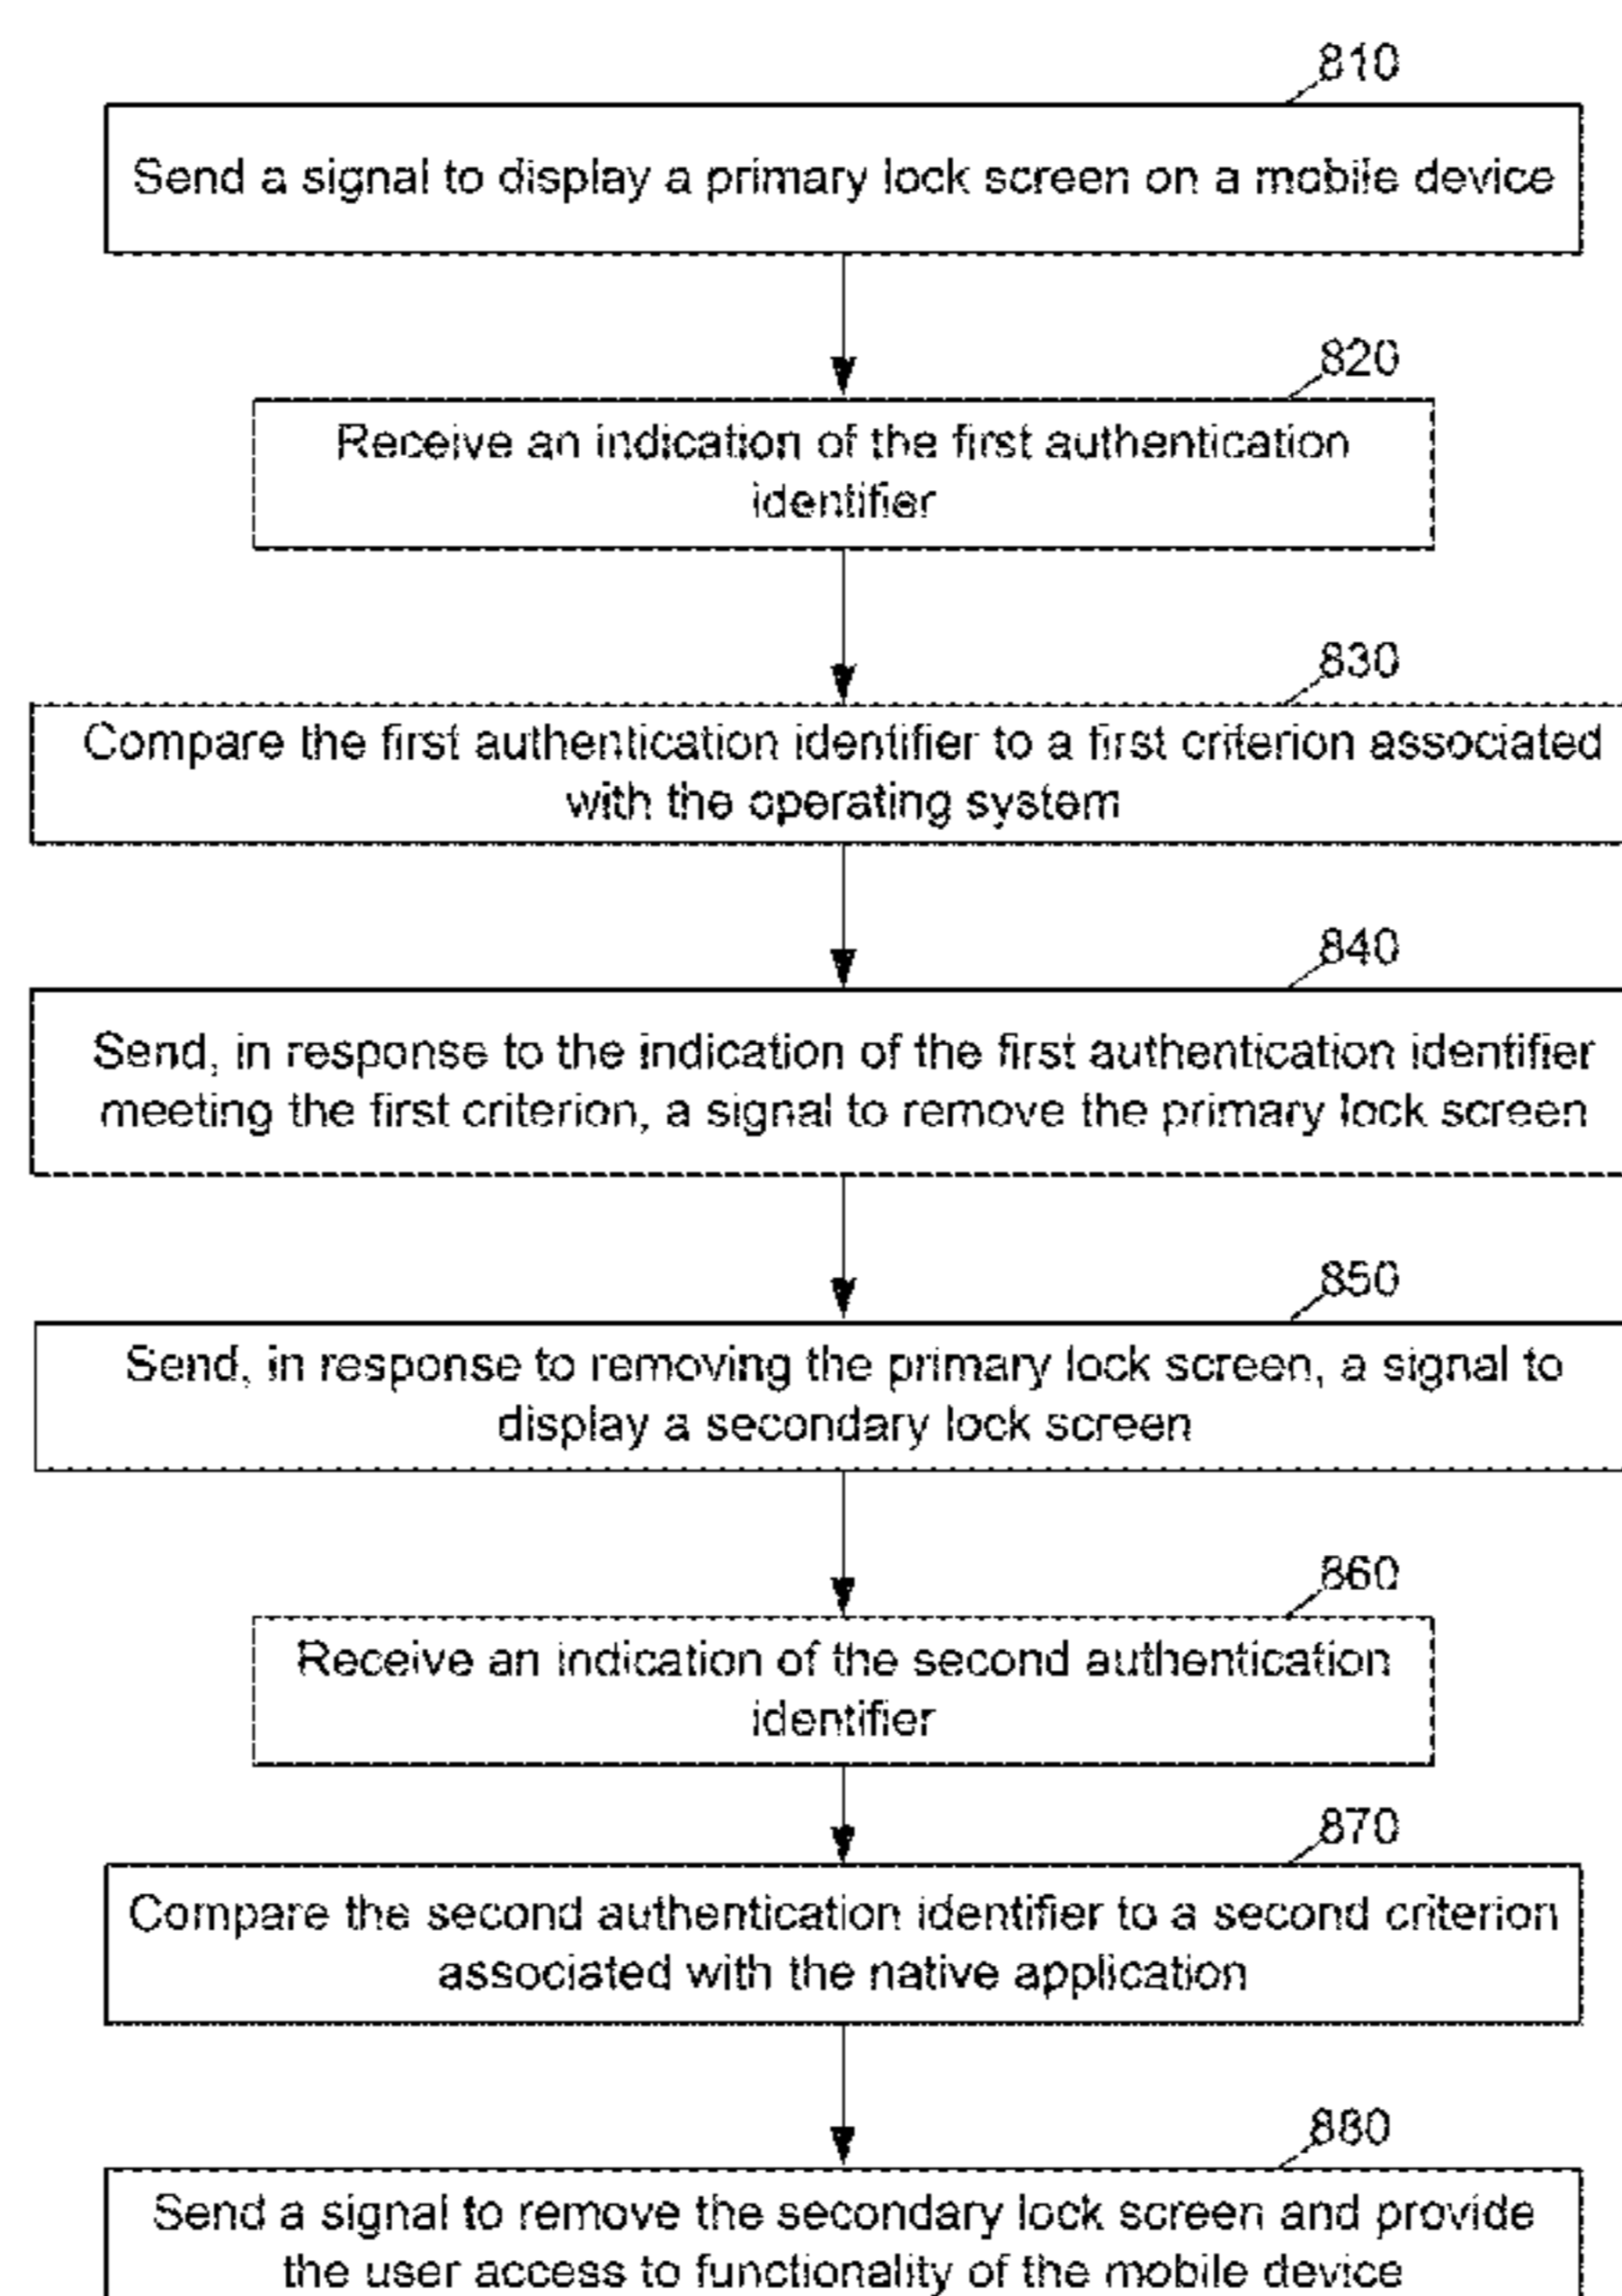 810
Send a signal to display a primary lock screen on a mobile device
820
Receive an indication of the first authentication
identifier
830
Compare the first authentication identifier to a first criterion associated
with the operating system
840
Send, in response to the indication of the first authentication identifier
meeting the first criterion, a signal to remove the primary lock screen
850
Send, in response to removing the primary lock screen, a signal to
display a secondary lock screen
860
Receive an indication of the second authentication
identifier
870
Compare the second authentication identifier to a second criterion
associated with the native application
880
Send a signal to remove the secondary lock screen and provide
the user access to functionality of the mobile device